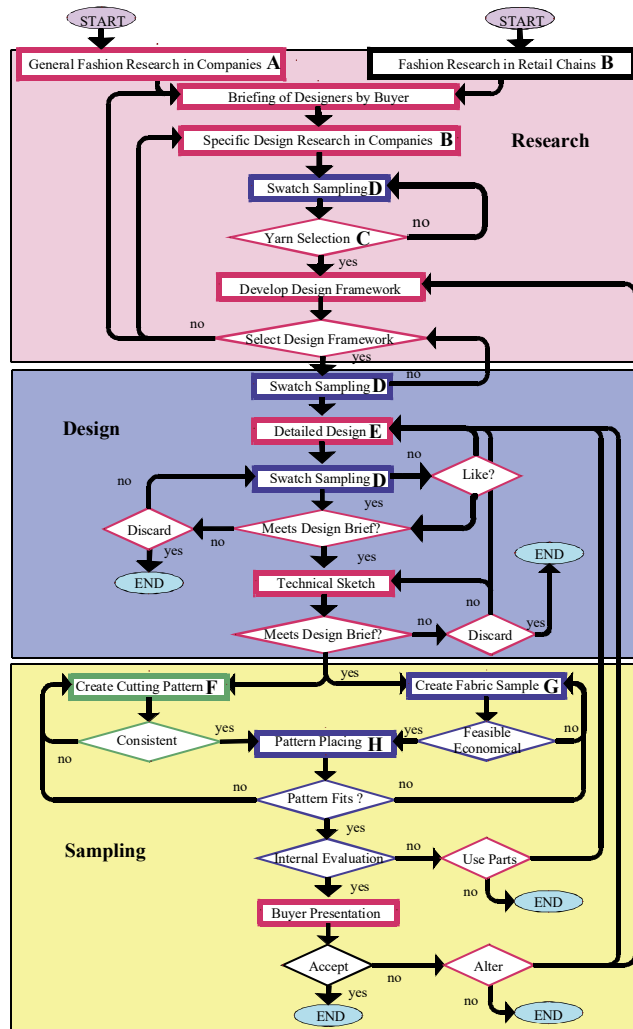 START
START
General Fashion Research in Companies A
Fashion Research in Retail Chains B
Briefing of Designers by Buyer
Specific Design Research in Companies B
Research
Swatch Sampling D
no
Yarn Selection C
yes
Develop Design Framework
no
Select Design Framework
yes
no
Swatch Sampling D
Design
Detailed Design E
no
no
Swatch Sampling D
Like?
yes
Meets Design Brief?
Discard
no
yes
yes
END
END
Technical Sketch
no
Meets Design Brief?
no
Discard
yes
yes
Create Cutting Pattern F
Create Fabric Sample G
yes
yes
Feasible
Economical
Consistent
Pattern Placing H
no
no
no
Pattern Fits ?
no
yes
Sampling
Internal Evaluation
no
Use Parts
yes
no
END
Buyer Presentation
Accept
no
Alter
yes
no
END
END